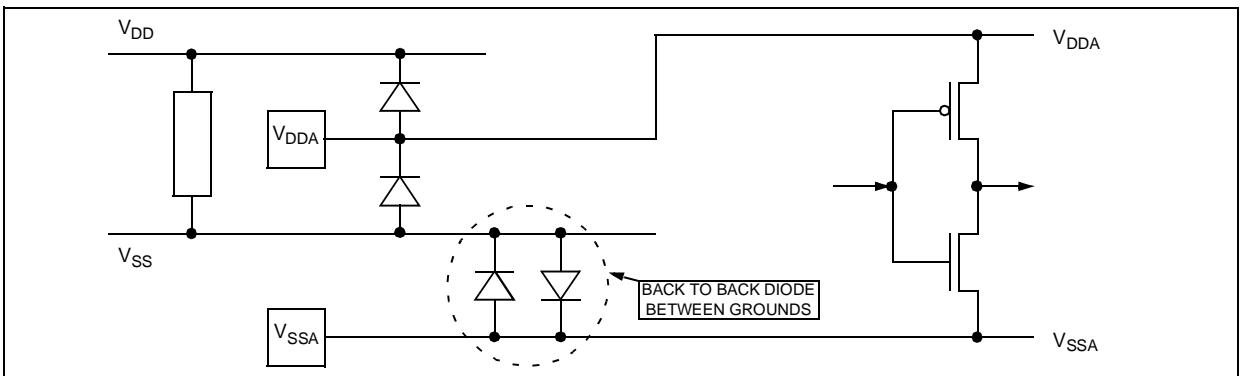 VDD
VDDA
VDDA
VSS
BACK TO BACK DIODE
BETWEEN GROUNDS
VSSA
VSSA